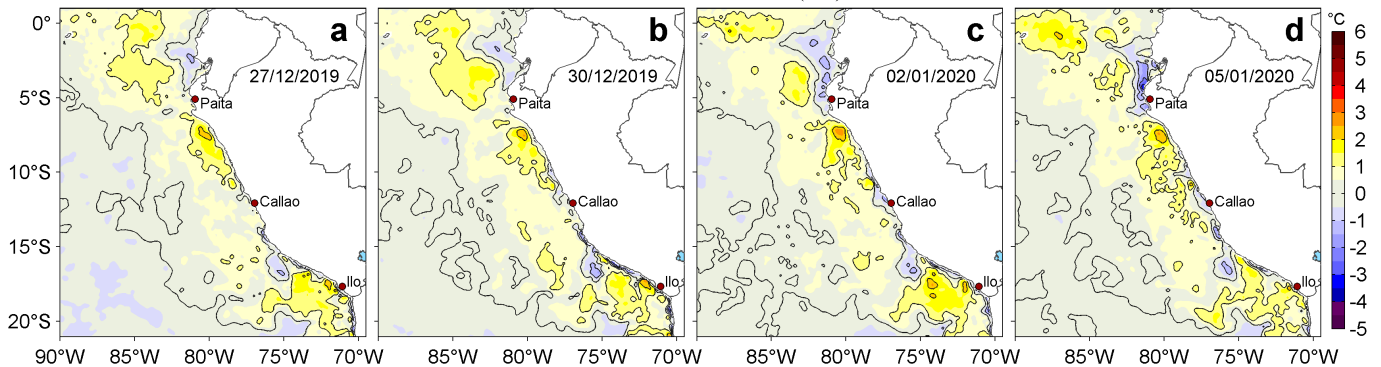 a b c d
27/12/2019 30/12/2019 02/01/2020 05/01/2020
0°
5°S
10°S
15°S
20°S
Paita Paita Paita Paita
Callao Callao Callao Callao
Ilo Ilo Ilo Ilo
90°W 85°W 80°W 75°W 70°W 85°W 80°W 75°W 70°W 85°W 80°W 75°W 70°W 85°W 80°W 75°W 70°W
°C
6
5
4
3
2
1
0
-1
-2
-3
-4
-5